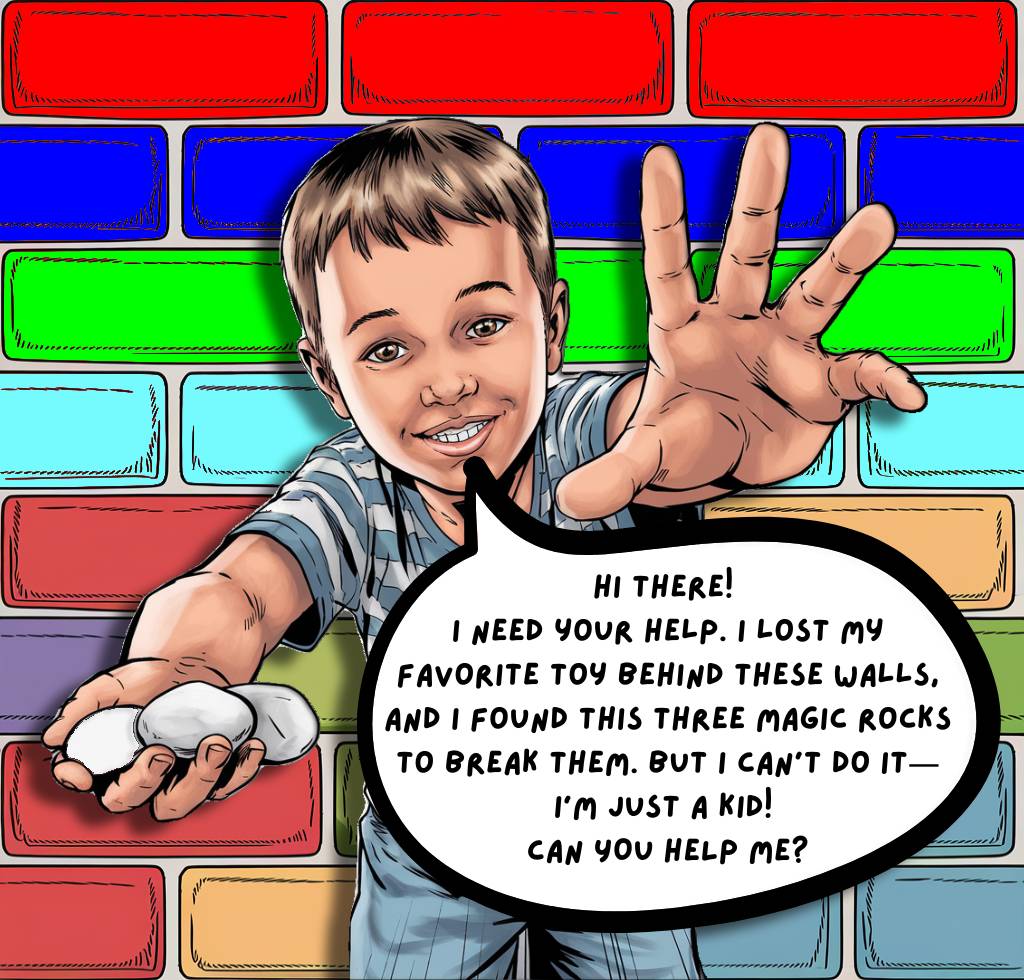 HI THERE!
I NEED YOUR HELP. I LOST MY
FAVORITE TOY BEHIND THESE WALLS,
AND I FOUND THIS THREE MAGIC ROCKS
TO BREAK THEM. BUT I CAN'T DO IT—
I'M JUST A KID!
CAN YOU HELP ME?